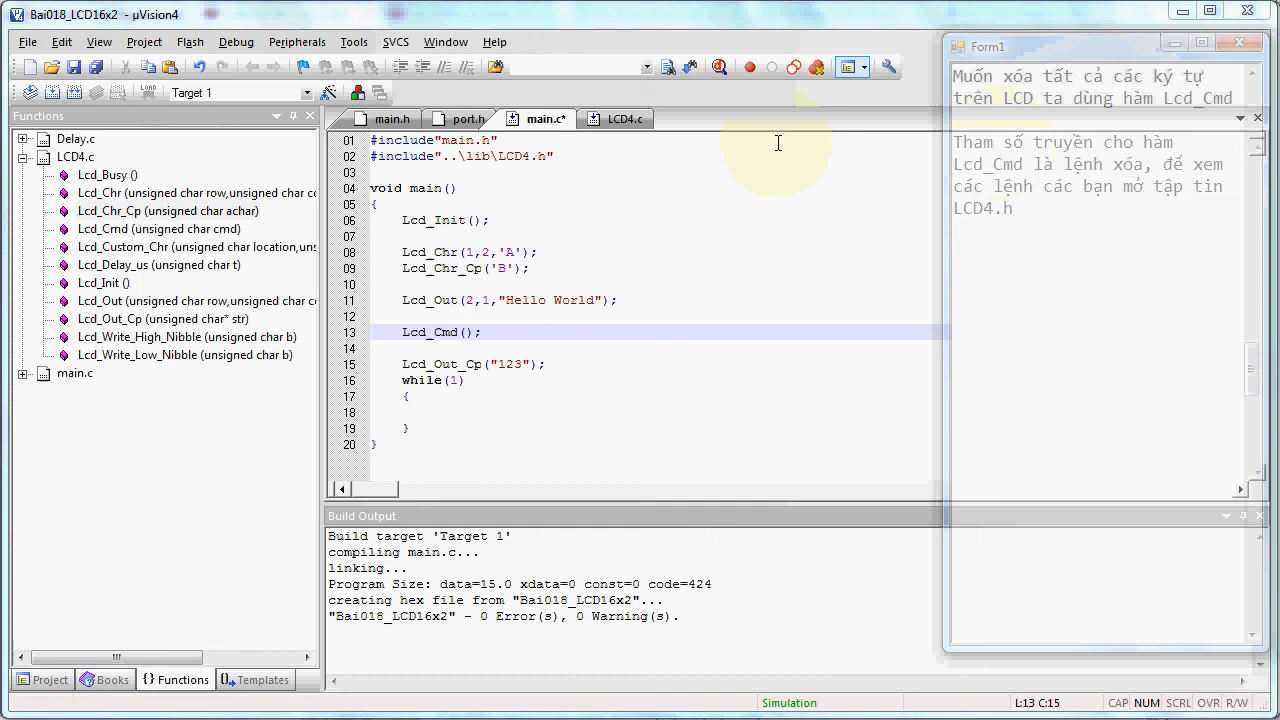 Bai018_LCD16x2 - µVision4
File Edit View Project Flash Debug Peripherals Tools SVCS Window Help
Target 1
Functions
Delay.c
LCD4.c
Lcd_Busy ()
Lcd_Chr (unsigned char row,unsigned co
Lcd_Chr_Cp (unsigned char achar)
Lcd_Cmd (unsigned char cmd)
Lcd_Custom_Chr (unsigned char location,uns
Lcd_Delay_us (unsigned char t)
Lcd_Init ()
Lcd_Out (unsigned char row,unsigned co
Lcd_Out_Cp (unsigned char* str)
Lcd_Write_High_Nibble (unsigned char b)
Lcd_Write_Low_Nibble (unsigned char b)
main.c
Project Books {} Functions Templates
main.h port.h main.c* LCD4.c
01 #include"main.h"
02 #include"..\lib\LCD4.h"
03
04 void main()
05 {
06 Lcd_Init();
07
08 Lcd_Chr(1,2,'A');
09 Lcd_Chr_Cp('B');
10
11 Lcd_Out(2,1,"Hello World");
12
13 Lcd_Cmd();
14
15 Lcd_Out_Cp("123");
16 while(1)
17 {
18
19 }
20 }
Form1
Muốn xóa tất cả các ký tự
trên LCD ta dùng hàm Lcd_Cmd
Tham số truyền cho hàm
Lcd_Cmd là lệnh xóa, để xem
các lệnh các bạn mở tập tin
LCD4.h
Build Output
Build target 'Target 1'
compiling main.c...
linking...
Program Size: data=15.0 xdata=0 const=0 code=424
creating hex file from "Bai018_LCD16x2"...
"Bai018_LCD16x2" - 0 Error(s), 0 Warning(s).
Simulation L:13 C:15 CAP NUM SCRL OVR R/W